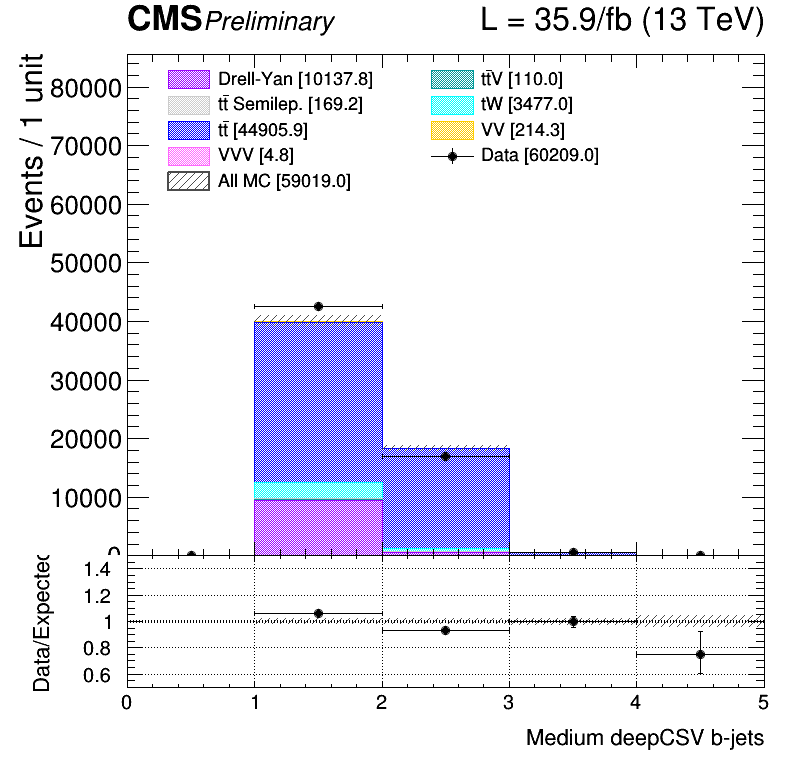 CMS Preliminary L = 35.9/fb (13 TeV)
Events / 1 unit
80000
70000
60000
50000
40000
30000
20000
10000
0
Drell-Yan [10137.8]
tt̄ Semilep. [169.2]
tt̄ [44905.9]
VVV [4.8]
All MC [59019.0]
tt̄V [110.0]
tW [3477.0]
VV [214.3]
Data [60209.0]
Data/Expected
1.4
1.2
1
0.8
0.6
0 1 2 3 4 5
Medium deepCSV b-jets